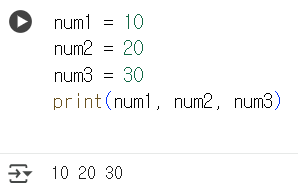 num1 = 10
num2 = 20
num3 = 30
print(num1, num2, num3)
10 20 30